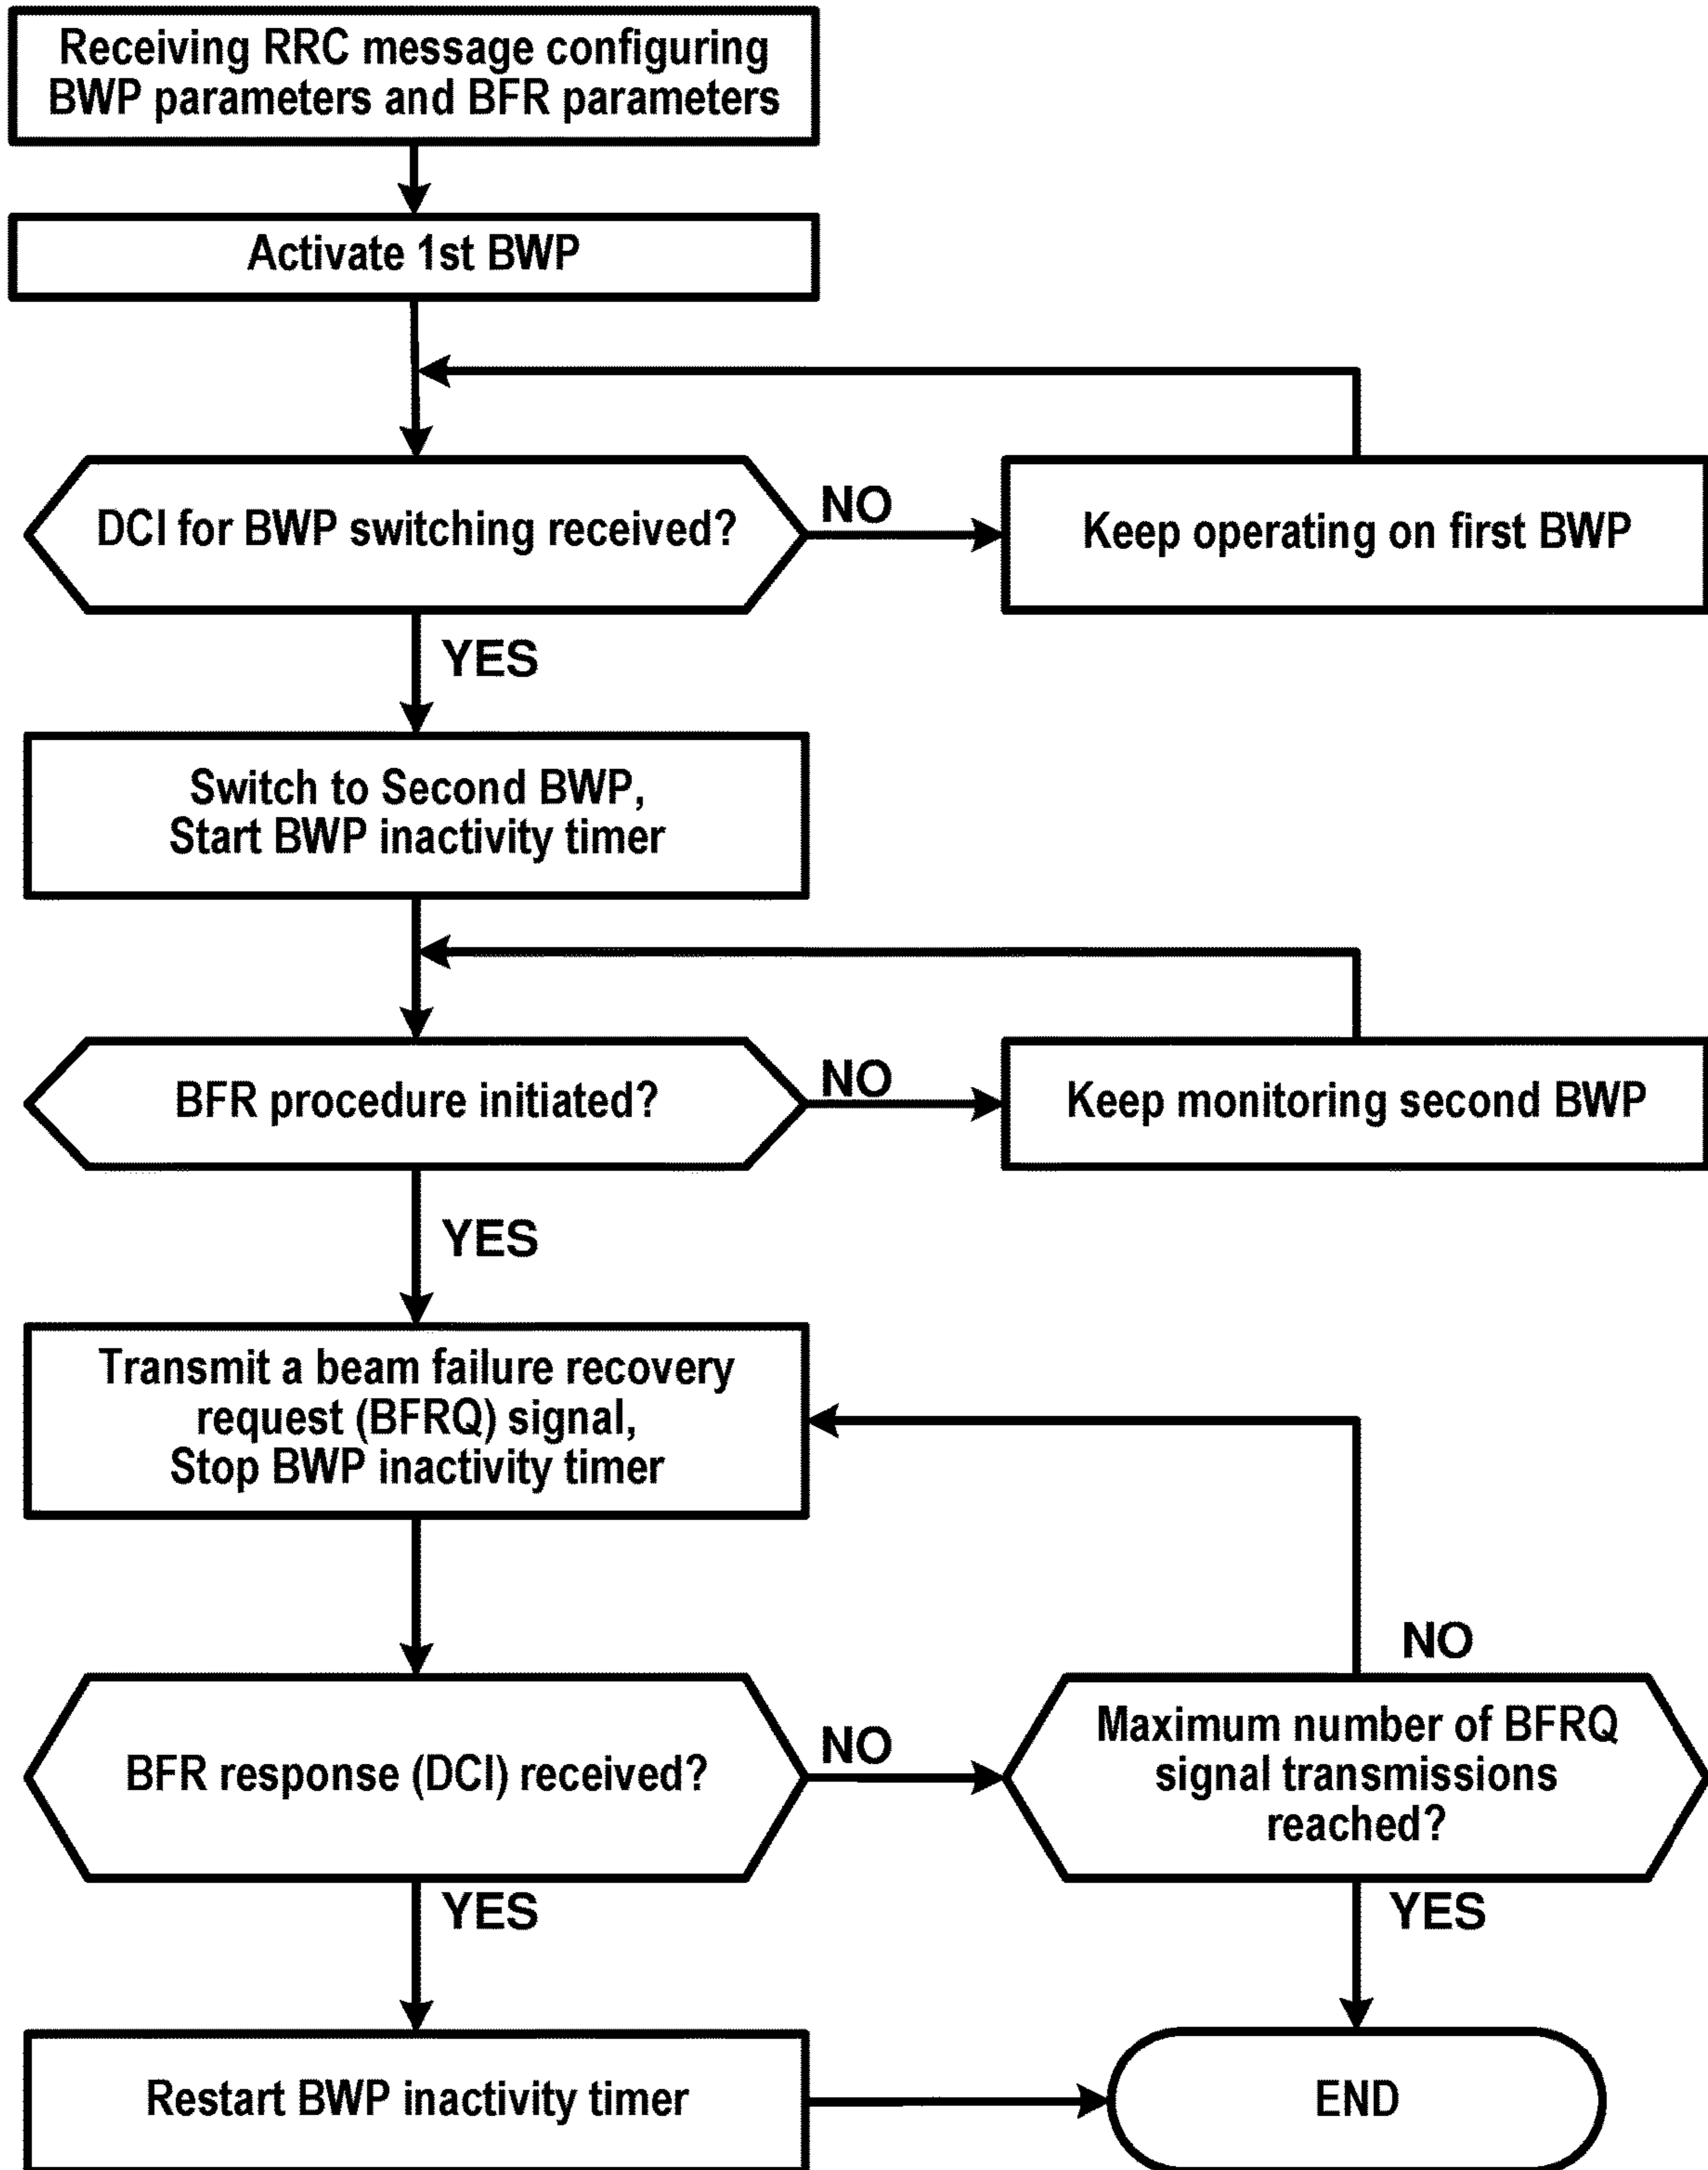 Receiving RRC message configuring
BWP parameters and BFR parameters
Activate 1st BWP
DCI for BWP switching received?
NO
Keep operating on first BWP
YES
Switch to Second BWP,
Start BWP inactivity timer
BFR procedure initiated?
NO
Keep monitoring second BWP
YES
Transmit a beam failure recovery
request (BFRQ) signal,
Stop BWP inactivity timer
NO
BFR response (DCI) received?
NO
Maximum number of BFRQ
signal transmissions
reached?
YES
YES
Restart BWP inactivity timer
END